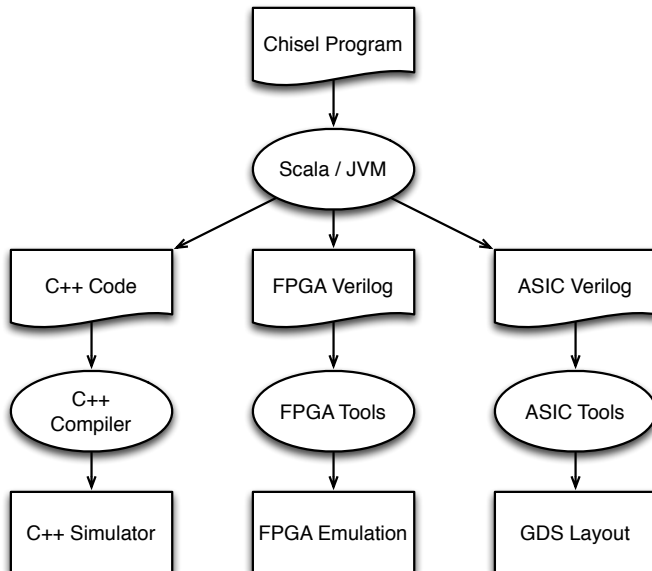 Chisel Program
Scala / JVM
C++ Code
FPGA Verilog
ASIC Verilog
C++
Compiler
FPGA Tools
ASIC Tools
C++ Simulator
FPGA Emulation
GDS Layout